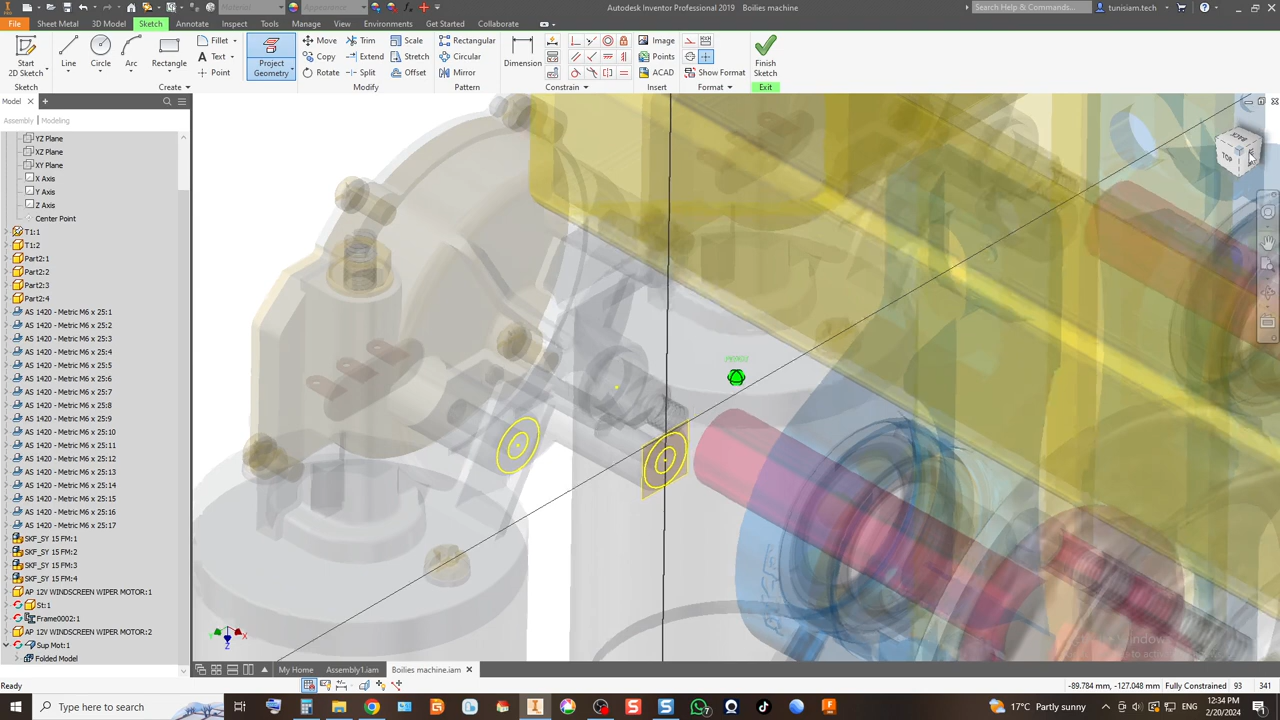 Material
Appearance
Autodesk Inventor Professional 2019 Boilies machine
Search Help & Commands...
tunisiam.tech
File
Sheet Metal
3D Model
Sketch
Annotate
Inspect
Tools
Manage
View
Environments
Get Started
Collaborate
Start
2D Sketch
Line
Circle
Arc
Rectangle
Fillet
Text
Point
Project
Geometry
Move
Copy
Rotate
Trim
Extend
Split
Scale
Stretch
Offset
Rectangular
Circular
Mirror
Dimension
Image
Points
ACAD
Show Format
Finish
Sketch
Sketch
Create
Modify
Pattern
Constrain
Insert
Format
Exit
Model
Assembly
Modeling
YZ Plane
XZ Plane
XY Plane
X Axis
Y Axis
Z Axis
Center Point
T1:1
T1:2
Part2:1
Part2:2
Part2:3
Part2:4
AS 1420 - Metric M6 x 25:1
AS 1420 - Metric M6 x 25:2
AS 1420 - Metric M6 x 25:3
AS 1420 - Metric M6 x 25:4
AS 1420 - Metric M6 x 25:5
AS 1420 - Metric M6 x 25:6
AS 1420 - Metric M6 x 25:7
AS 1420 - Metric M6 x 25:8
AS 1420 - Metric M6 x 25:9
AS 1420 - Metric M6 x 25:10
AS 1420 - Metric M6 x 25:11
AS 1420 - Metric M6 x 25:12
AS 1420 - Metric M6 x 25:13
AS 1420 - Metric M6 x 25:14
AS 1420 - Metric M6 x 25:15
AS 1420 - Metric M6 x 25:16
AS 1420 - Metric M6 x 25:17
SKF_SY 15 FM:1
SKF_SY 15 FM:2
SKF_SY 15 FM:3
SKF_SY 15 FM:4
AP 12V WINDSCREEN WIPER MOTOR:1
St:1
Frame0002:1
AP 12V WINDSCREEN WIPER MOTOR:2
Sup Mot:1
Folded Model
TOP
BACK
X
Z
My Home
Assembly1.iam
Boilies machine.iam
Ready
-89.784 mm, -127.048 mm
Fully Constrained
93
341
Type here to search
17°C Partly sunny
12:34 PM
2/20/2024